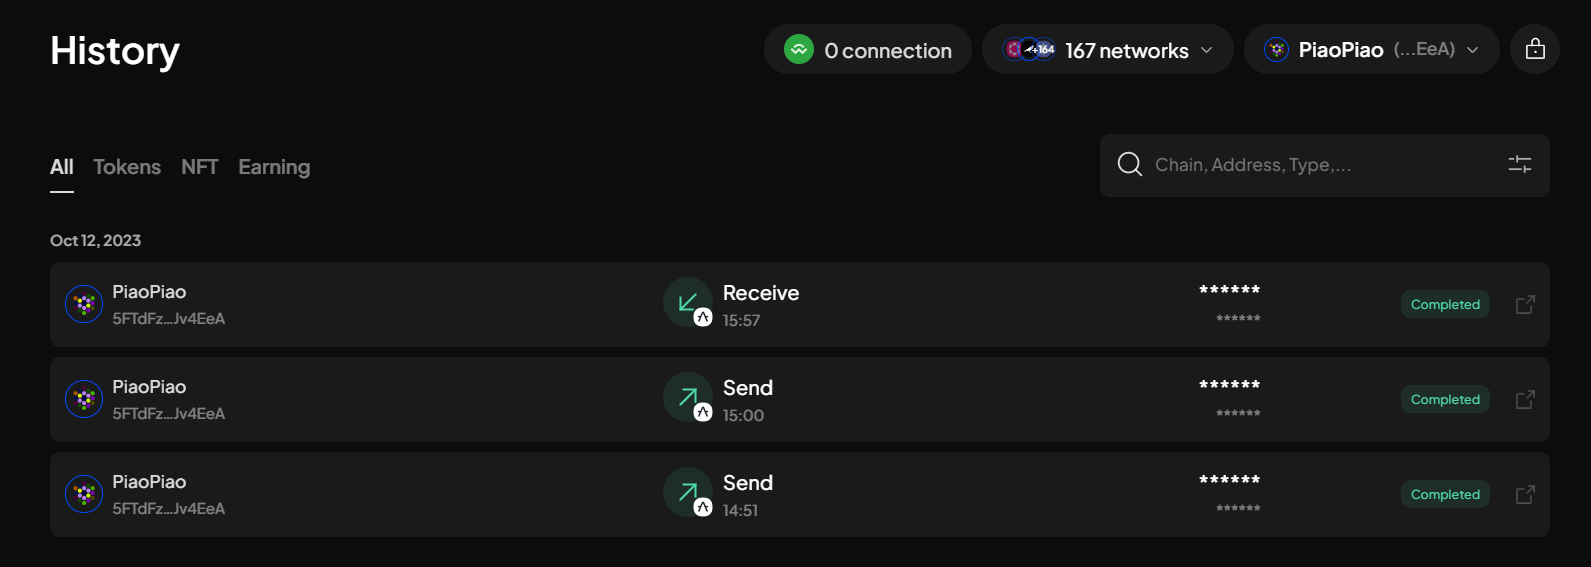 History
0 connection
+164 167 networks
PiaoPiao (...EeA)
All Tokens NFT Earning
Chain, Address, Type,...
Oct 12, 2023
PiaoPiao
5FTdFz...Jv4EeA
Receive
15:57
******
******
Completed
PiaoPiao
5FTdFz...Jv4EeA
Send
15:00
******
******
Completed
PiaoPiao
5FTdFz...Jv4EeA
Send
14:51
******
******
Completed